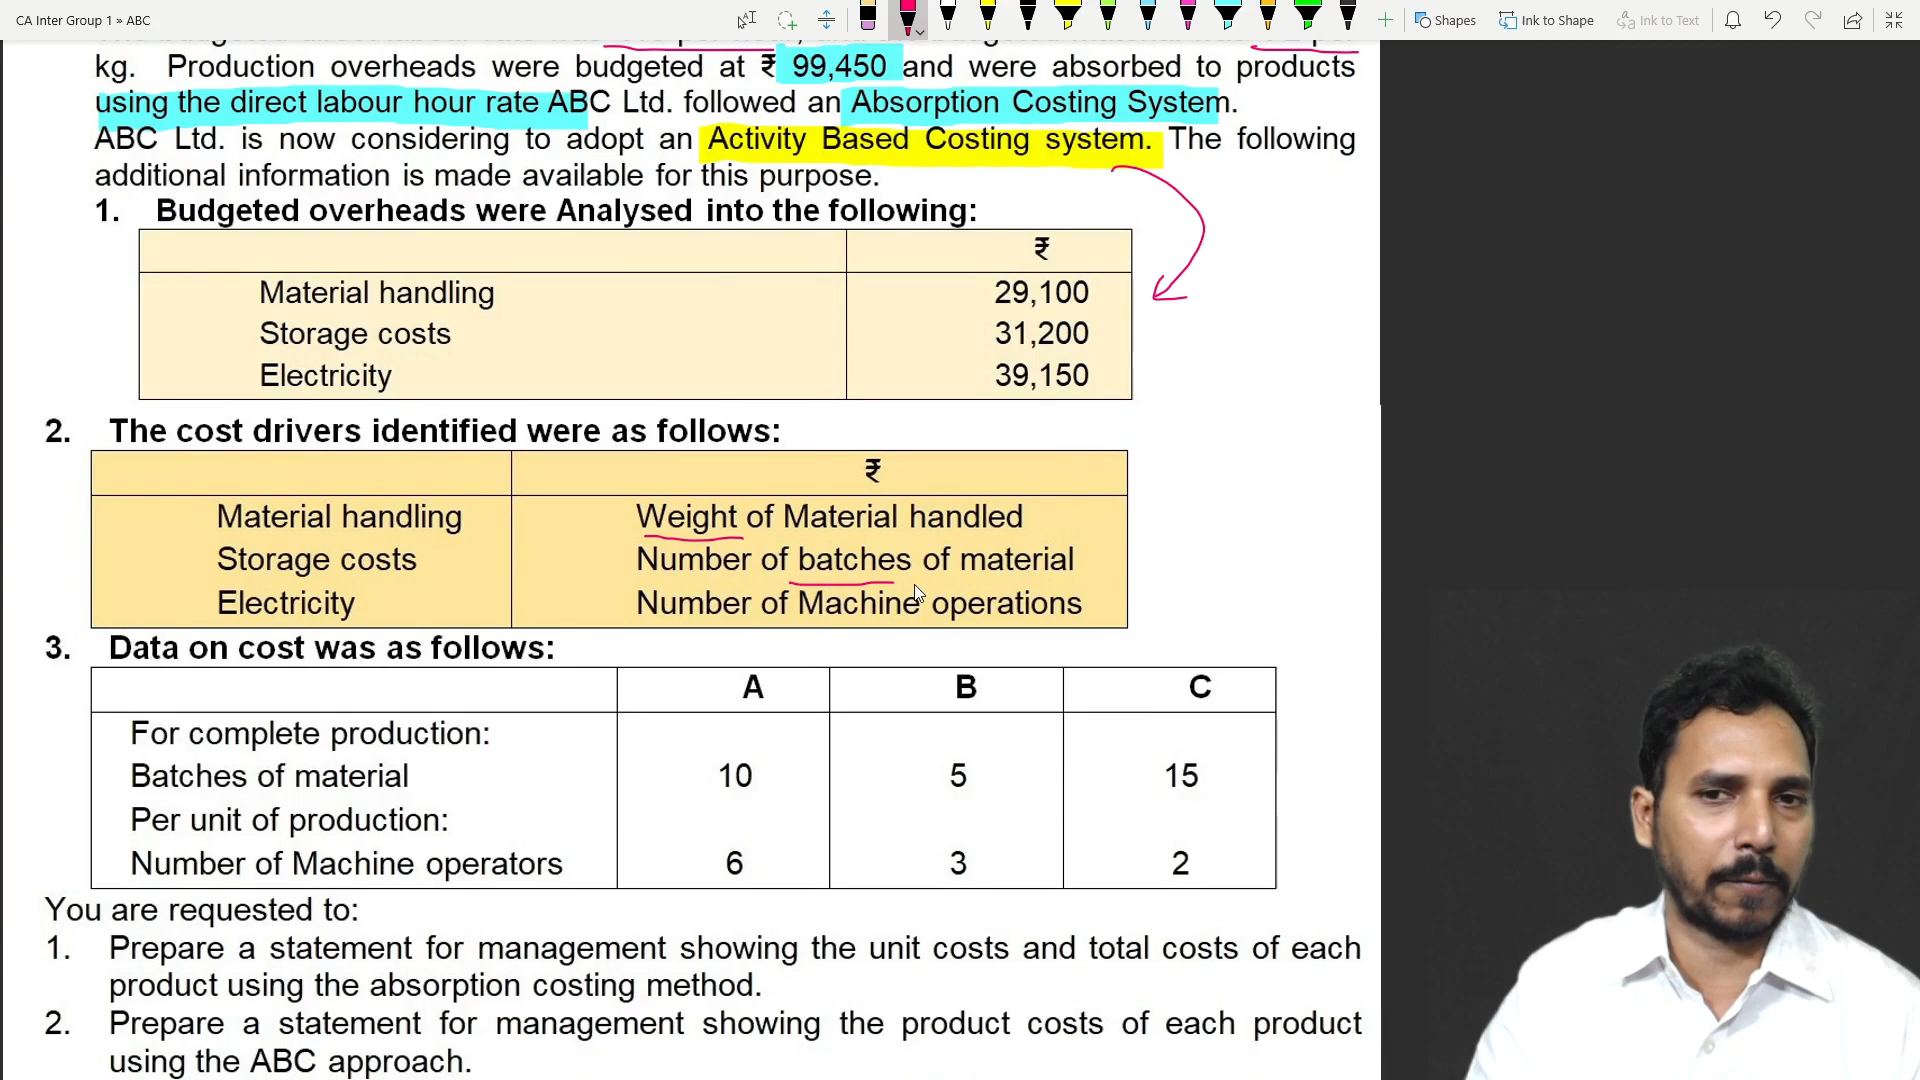 CA Inter Group 1 » ABC
Shapes
Ink to Shape
Ink to Text
kg. Production overheads were budgeted at ₹ 99,450 and were absorbed to products
using the direct labour hour rate ABC Ltd. followed an Absorption Costing System.
ABC Ltd. is now considering to adopt an Activity Based Costing system. The following
additional information is made available for this purpose.
1. Budgeted overheads were Analysed into the following:
₹
Material handling 29,100
Storage costs 31,200
Electricity 39,150
2. The cost drivers identified were as follows:
₹
Material handling Weight of Material handled
Storage costs Number of batches of material
Electricity Number of Machine operations
3. Data on cost was as follows:
A B C
For complete production:
Batches of material 10 5 15
Per unit of production:
Number of Machine operators 6 3 2
You are requested to:
1. Prepare a statement for management showing the unit costs and total costs of each
product using the absorption costing method.
2. Prepare a statement for management showing the product costs of each product
using the ABC approach.